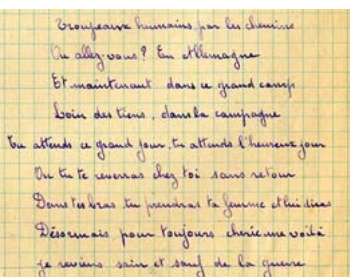 Troupeaux humains par les chemins
Où allez-vous ? En Allemagne
Et maintenant dans ce grand camp
Loin des tiens, dans la campagne
Tu attends ce grand jour, tu attends l'heureux jour
Ou tu te reverras chez toi sans retour
Dans tes bras tu prendras ta femme et lui diras
Désormais pour toujours cherie me voilà
je reviens sain et sauf de la guerre